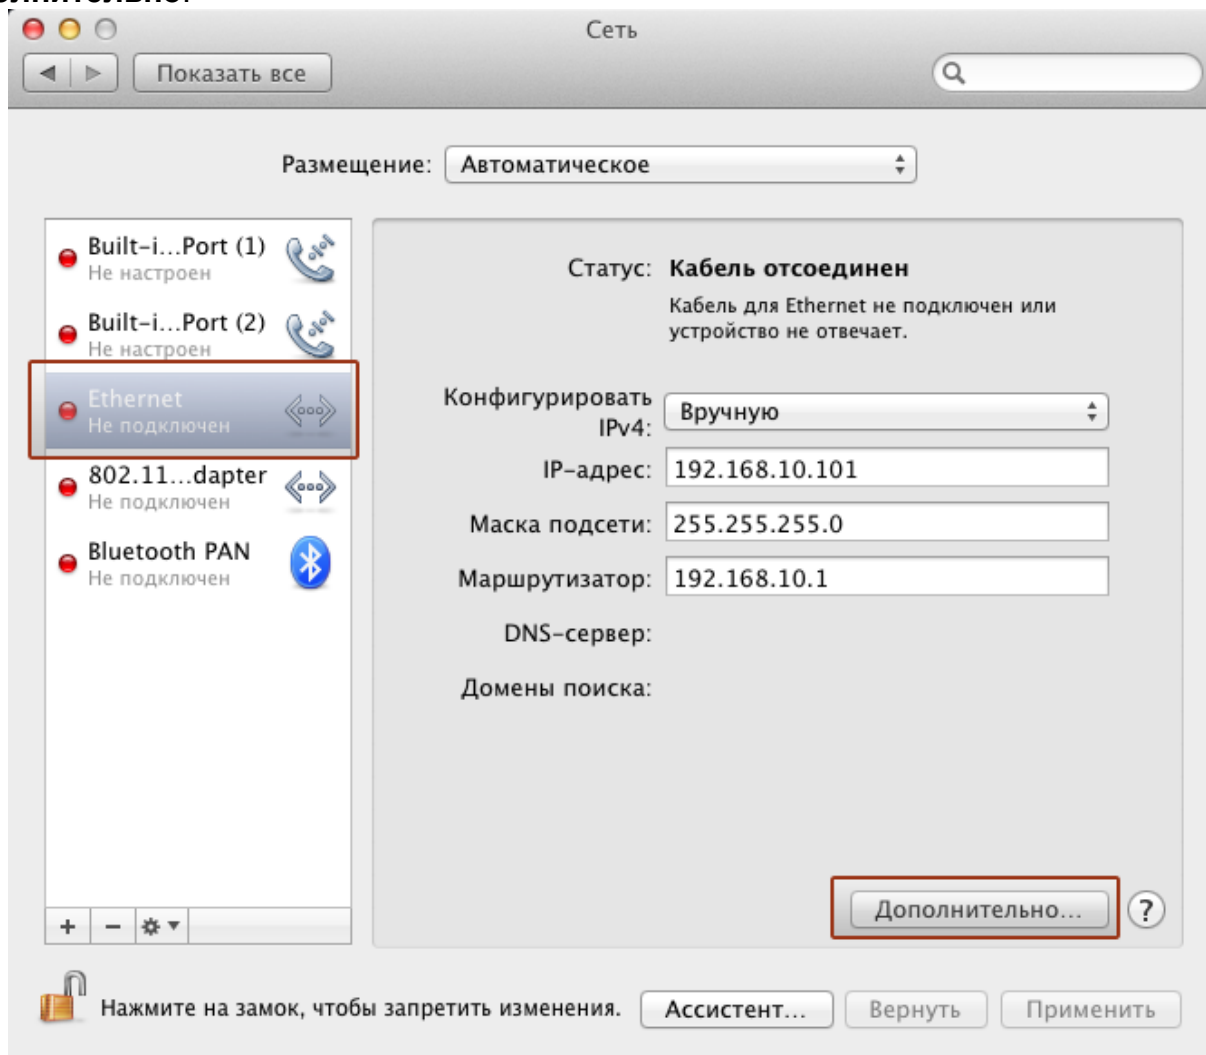 Сеть
Показать все
Размещение: Автоматическое
Built-i...Port (1)
Не настроен
Built-i...Port (2)
Не настроен
Ethernet
Не подключен
802.11...dapter
Не подключен
Bluetooth PAN
Не подключен
Статус: Кабель отсоединен
Кабель для Ethernet не подключен или
устройство не отвечает.
Конфигурировать
IPv4: Вручную
IP-адрес: 192.168.10.101
Маска подсети: 255.255.255.0
Маршрутизатор: 192.168.10.1
DNS-сервер:
Домены поиска:
Дополнительно... ?
Нажмите на замок, чтобы запретить изменения. Ассистент... Вернуть Применить